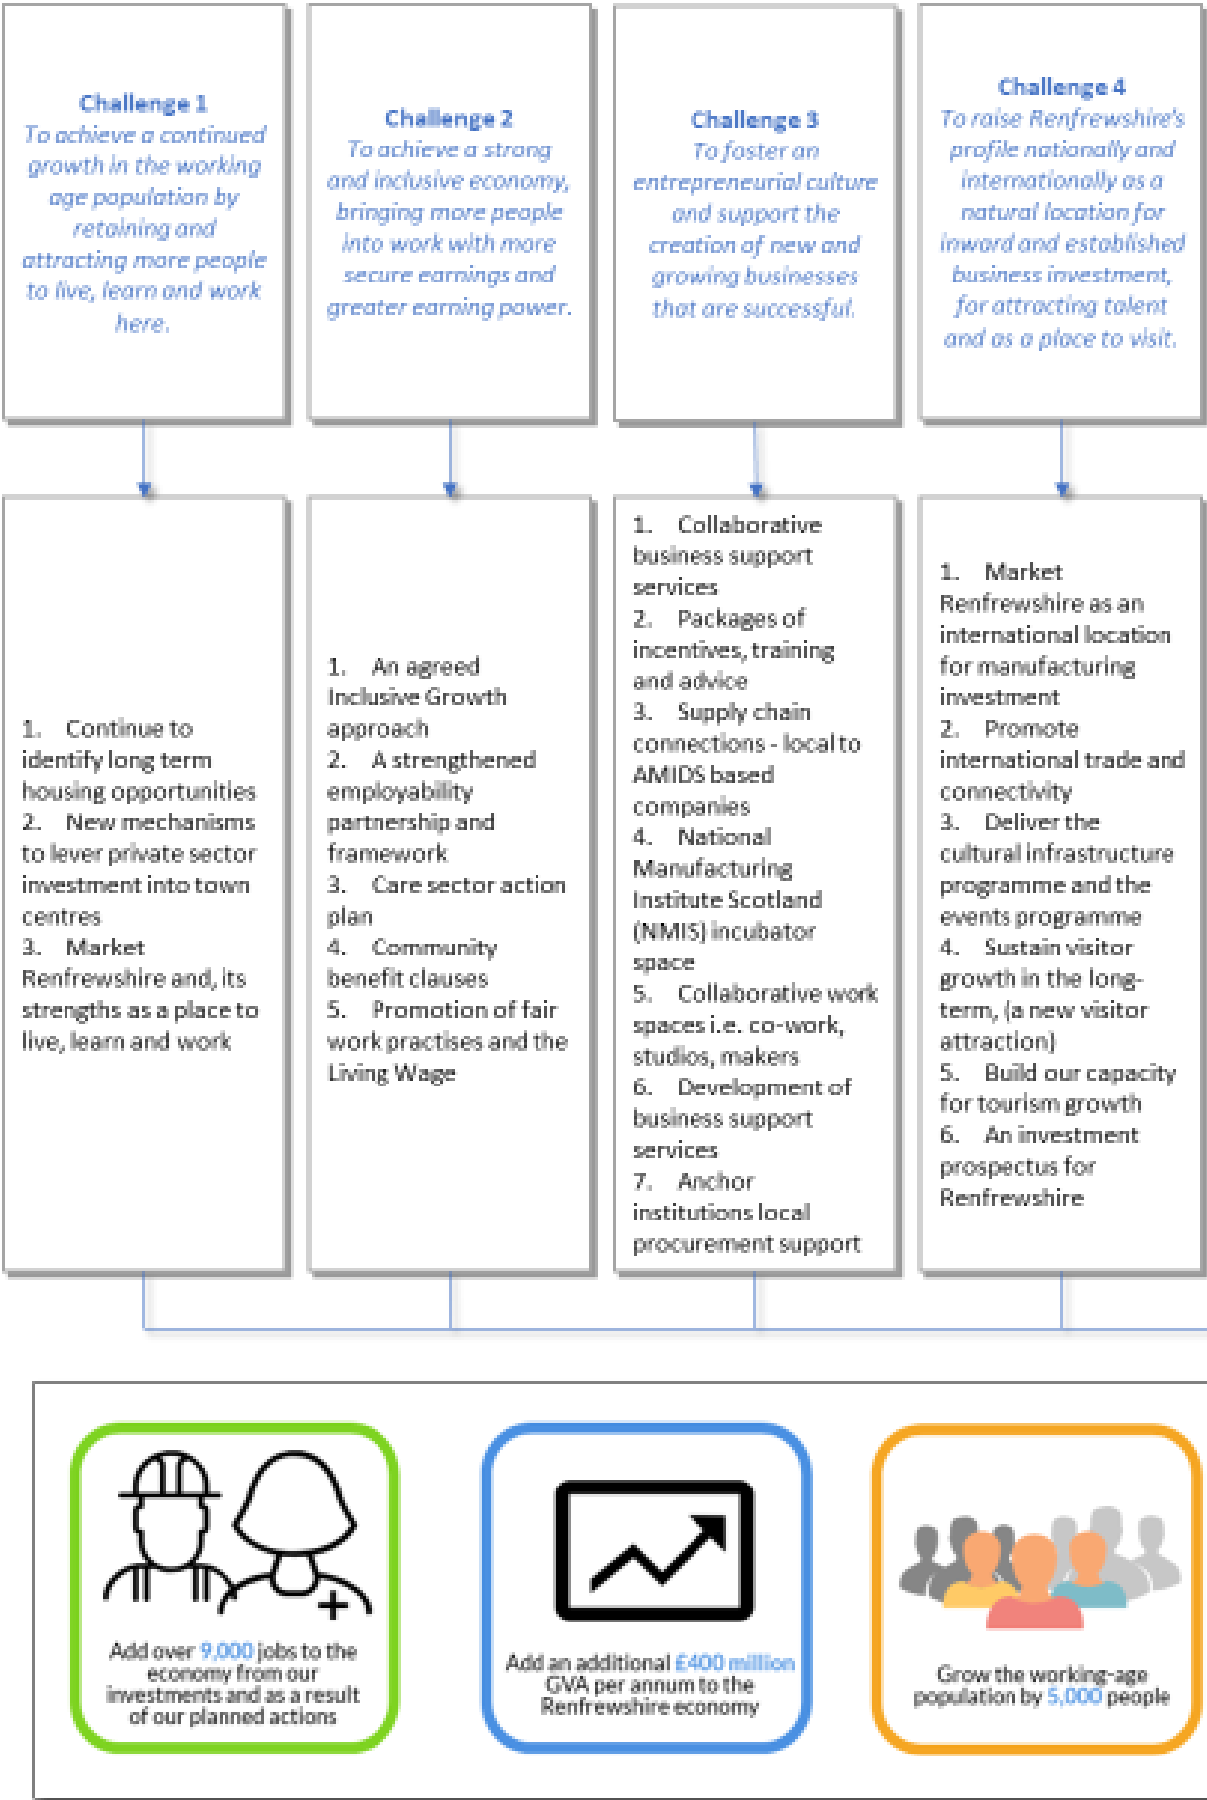 Challenge 1
To achieve a continued
growth in the working
age population by
retaining and
attracting more people
to live, learn and work
here.
Challenge 2
To achieve a strong
and inclusive economy,
bringing more people
into work with more
secure earnings and
greater earning power.
Challenge 3
To foster an
entrepreneurial culture
and support the
creation of new and
growing businesses
that are successful.
Challenge 4
To raise Renfrewshire's
profile nationally and
internationally as a
natural location for
inward and established
business investment,
for attracting talent
and as a place to visit.
1. Continue to
identify long term
housing opportunities
2. New mechanisms
to lever private sector
investment into town
centres
3. Market
Renfrewshire and, its
strengths as a place to
live, learn and work
1. An agreed
Inclusive Growth
approach
2. A strengthened
employability
partnership and
framework
3. Care sector action
plan
4. Community
benefit clauses
5. Promotion of fair
work practises and the
Living Wage
1. Collaborative
business support
services
2. Packages of
incentives, training
and advice
3. Supply chain
connections - local to
AMIDS based
companies
4. National
Manufacturing
Institute Scotland
(NMIS) incubator
space
5. Collaborative work
spaces i.e. co-work,
studios, makers
6. Development of
business support
services
7. Anchor
institutions local
procurement support
1. Market
Renfrewshire as an
international location
for manufacturing
investment
2. Promote
international trade and
connectivity
3. Deliver the
cultural infrastructure
programme and the
events programme
4. Sustain visitor
growth in the long-
term, (a new visitor
attraction)
5. Build our capacity
for tourism growth
6. An investment
prospectus for
Renfrewshire
Add over 9,000 jobs to the
economy from our
investments and as a result
of our planned actions
Add an additional £400 million
GVA per annum to the
Renfrewshire economy
Grow the working-age
population by 5,000 people